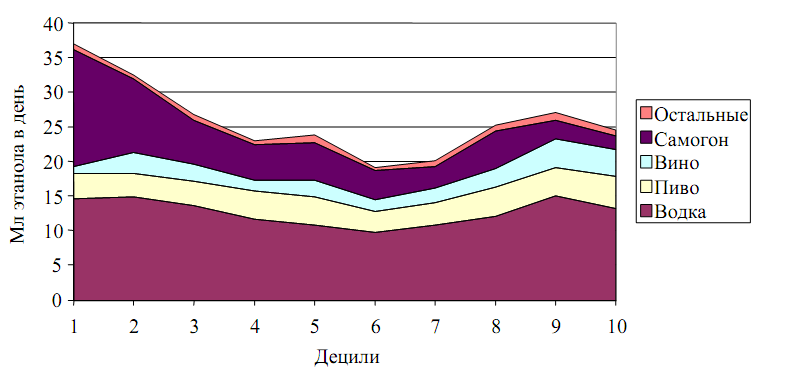 Мл этанола в день
40
35
30
25
20
15
10
5
0
1 2 3 4 5 6 7 8 9 10
Децили
Остальные
Самогон
Вино
Пиво
Водка